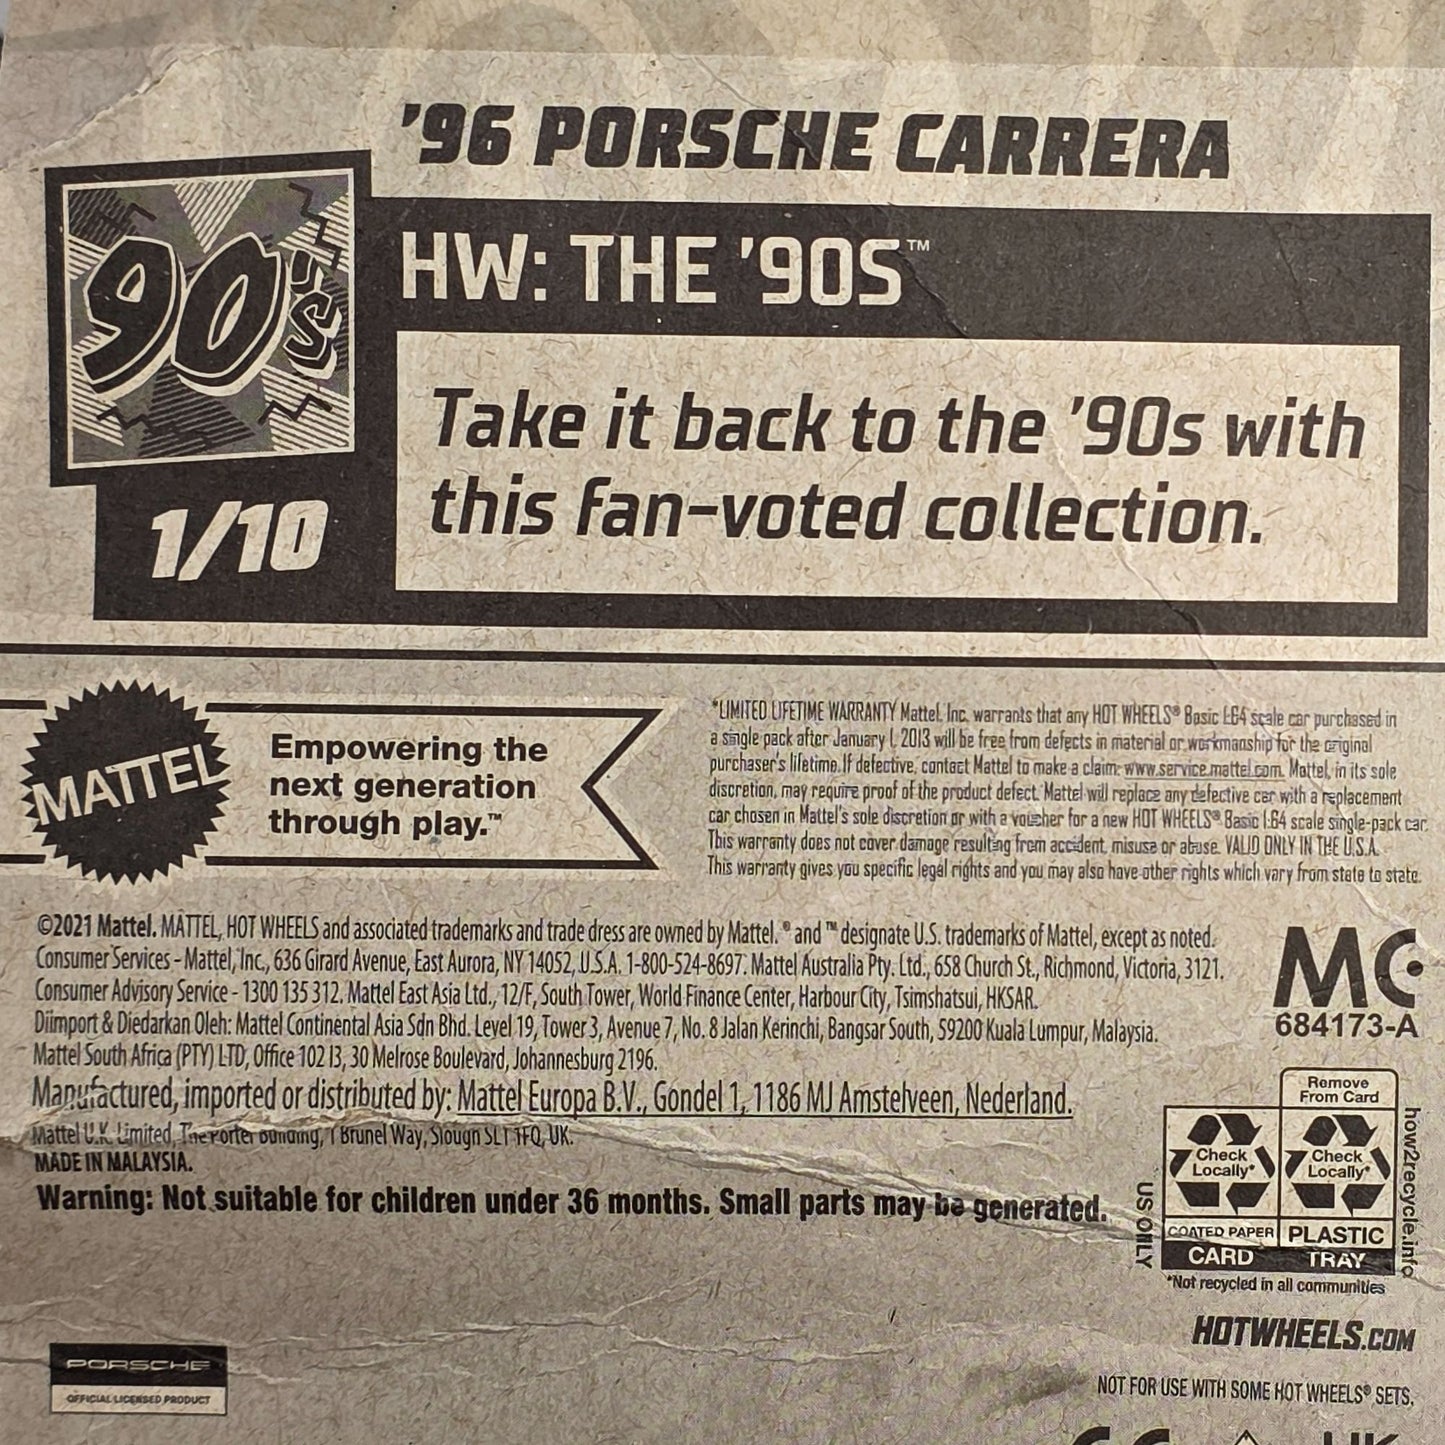 '96 PORSCHE CARRERA
90's
HW: THE '90S™
Take it back to the '90s with
this fan-voted collection.
1/10
MATTEL
Empowering the
next generation
through play.™
*LIMITED LIFETIME WARRANTY Mattel, Inc. warrants that any HOT WHEELS® Basic 1:64 scale car purchased in
a single pack after January 1, 2013 will be free from defects in material or workmanship for the original
purchaser's lifetime. If defective, contact Mattel to make a claim: www.service.mattel.com. Mattel, in its sole
discretion, may require proof of the product defect. Mattel will replace any defective car with a replacement
car chosen in Mattel's sole discretion or with a voucher for a new HOT WHEELS® Basic 1:64 scale single-pack car.
This warranty does not cover damage resulting from accident, misuse or abuse. VALID ONLY IN THE U.S.A.
This warranty gives you specific legal rights and you may also have other rights which vary from state to state.
©2021 Mattel. MATTEL, HOT WHEELS and associated trademarks and trade dress are owned by Mattel. ® and ™ designate U.S. trademarks of Mattel, except as noted.
Consumer Services - Mattel, Inc., 636 Girard Avenue, East Aurora, NY 14052, U.S.A. 1-800-524-8697. Mattel Australia Pty. Ltd., 658 Church St., Richmond, Victoria, 3121.
Consumer Advisory Service - 1300 135 312. Mattel East Asia Ltd., 12/F, South Tower, World Finance Center, Harbour City, Tsimshatsui, HKSAR.
Diimport & Diedarkan Oleh: Mattel Continental Asia Sdn Bhd. Level 19, Tower 3, Avenue 7, No. 8 Jalan Kerinchi, Bangsar South, 59200 Kuala Lumpur, Malaysia.
Mattel South Africa (PTY) LTD, Office 102 I3, 30 Melrose Boulevard, Johannesburg 2196.
Manufactured, imported or distributed by: Mattel Europa B.V., Gondel 1, 1186 MJ Amstelveen, Nederland.
Mattel U.K. Limited, The Porter Building, 1 Brunel Way, Slough SL1 1FQ, UK.
MADE IN MALAYSIA.
Warning: Not suitable for children under 36 months. Small parts may be generated.
MC
684173-A
Remove
From Card
Check
Locally*
Check
Locally*
COATED PAPER
CARD
PLASTIC
TRAY
US ONLY
how2recycle.info
*Not recycled in all communities
HOTWHEELS.COM
NOT FOR USE WITH SOME HOT WHEELS® SETS.
PORSCHE
OFFICIAL LICENSED PRODUCT